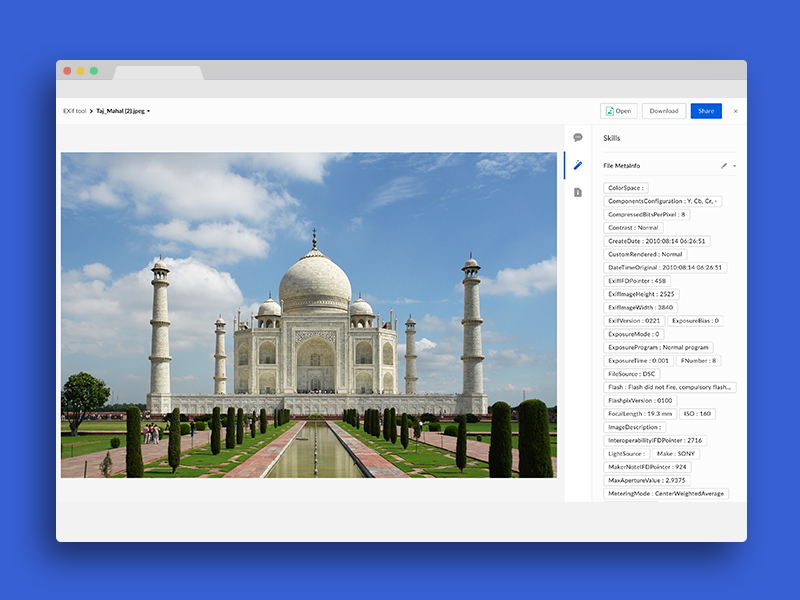 EXif tool > Taj_Mahal (2).jpeg
Open Download Share ×
Skills
File MetaInfo
ColorSpace :
ComponentsConfiguration : Y, Cb, Cr, -
CompressedBitsPerPixel : 8
Contrast : Normal
CreateDate : 2010:08:14 06:26:51
CustomRendered : Normal
DateTimeOriginal : 2010:08:14 06:26:51
ExifIFDPointer : 458
ExifImageHeight : 2525
ExifImageWidth : 3840
ExifVersion : 0221 ExposureBias : 0
ExposureMode : 0
ExposureProgram : Normal program
ExposureTime : 0.001 FNumber : 8
FileSource : DSC
Flash : Flash did not fire, compulsory flash...
FlashpixVersion : 0100
FocalLength : 19.3 mm ISO : 160
ImageDescription :
InteroperabilityIFDPointer : 2716
LightSource : Make : SONY
MakerNoteIFDPointer : 924
MaxApertureValue : 2.9375
MeteringMode : CenterWeightedAverage